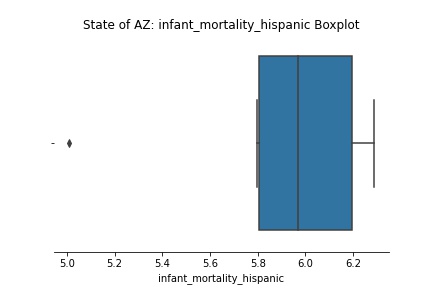 State of AZ: infant_mortality_hispanic Boxplot
-
5.0 5.2 5.4 5.6 5.8 6.0 6.2
infant_mortality_hispanic